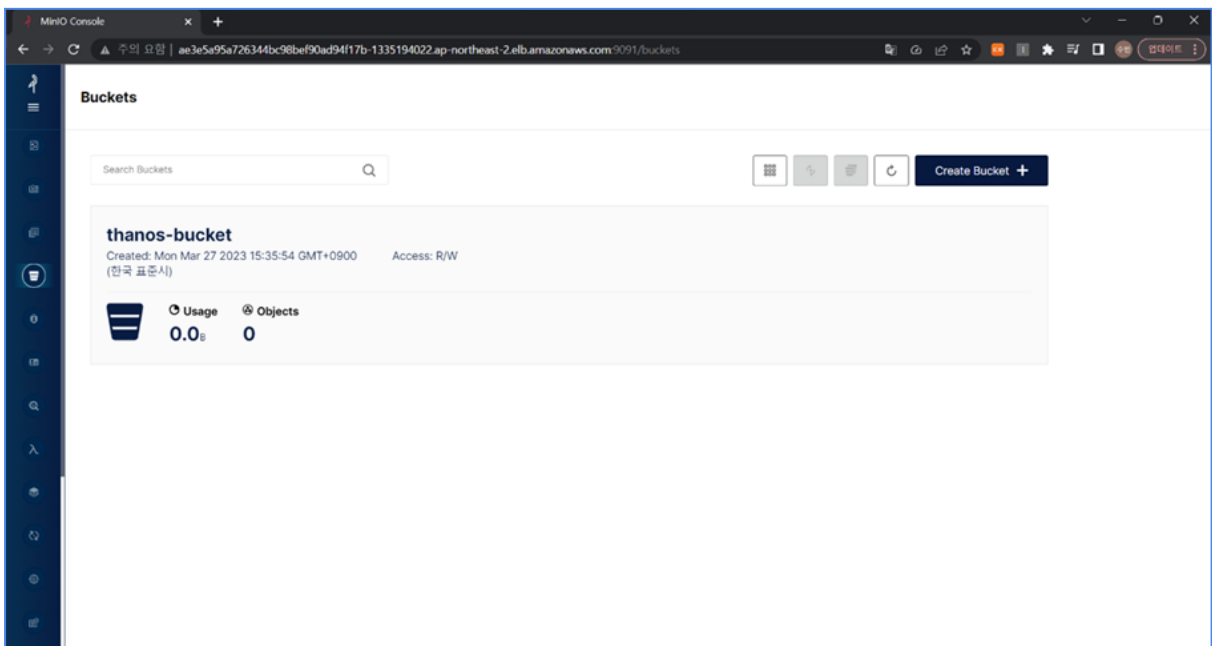 MinIO Console
주의 요함 | ae3e5a95a726344bc98bef90ad94f17b-1335194022.ap-northeast-2.elb.amazonaws.com:9091/buckets
업데이트
Buckets
Search Buckets
Create Bucket
thanos-bucket
Created: Mon Mar 27 2023 15:35:54 GMT+0900 Access: R/W
(한국 표준시)
Usage Objects
0.0B 0